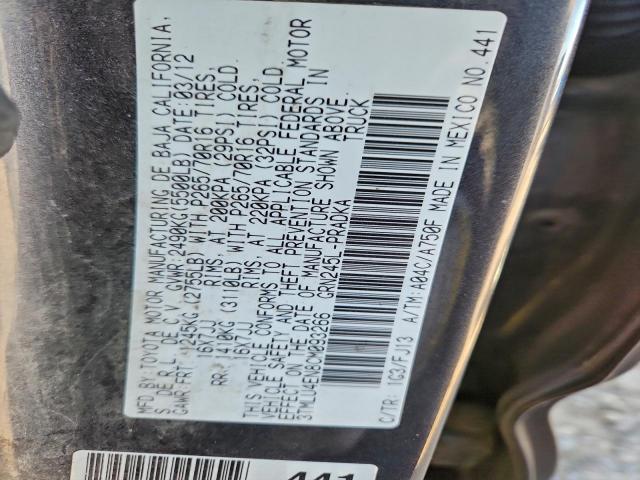 MFD.BY:TOYOTA MOTOR MANUFACTURING DE BAJA CALIFORNIA,
S. DE R.L. DE C.V. GVWR:2490KG(5500LB) DATE:03/12
GAWR-FRT 1245KG (2755LB) WITH P265/70R16 TIRES,
16X7JJ RIMS, AT 200KPA (29PSI) COLD.
RR 1410KG (3110LB) WITH P265/70R16 TIRES,
16X7JJ RIMS, AT 220KPA (32PSI) COLD.
THIS VEHICLE CONFORMS TO ALL APPLICABLE FEDERAL MOTOR
VEHICLE SAFETY AND THEFT PREVENTION STANDARDS IN
EFFECT ON THE DATE OF MANUFACTURE SHOWN ABOVE.
3TMLU4EN8CM093266 GRN245L-PRADKA TRUCK
C/TR: 1G3/FJ13 A/TM:A04C/A750F MADE IN MEXICO NO.441
441